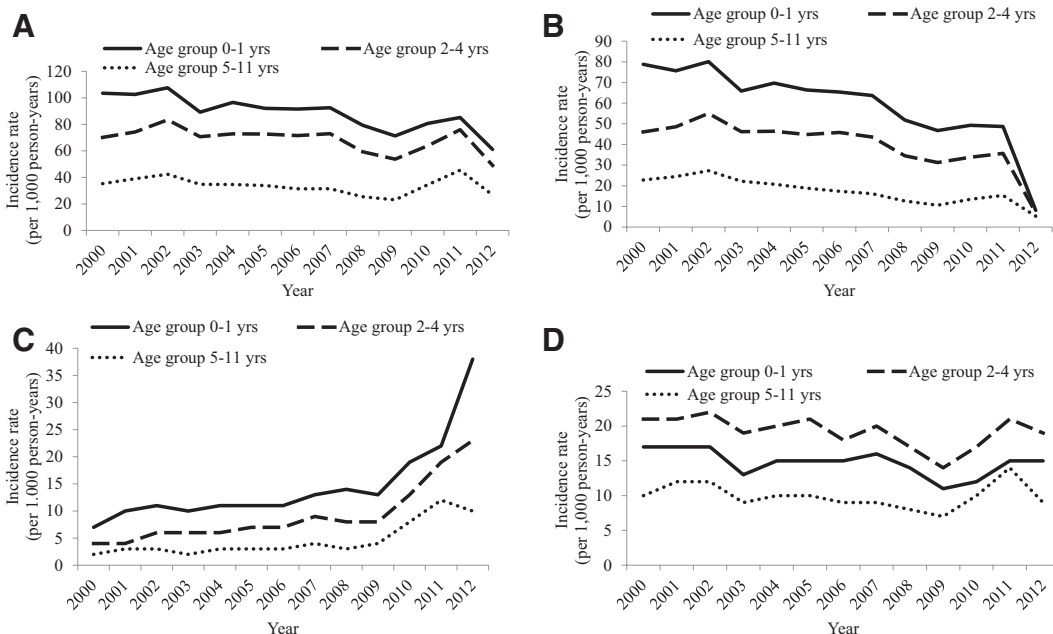 A
Age group 0-1 yrs
Age group 2-4 yrs
Age group 5-11 yrs
Incidence rate
(per 1,000 person-years)
120
100
80
60
40
20
0
2000 2001 2002 2003 2004 2005 2006 2007 2008 2009 2010 2011 2012
Year
B
Age group 0-1 yrs
Age group 2-4 yrs
Age group 5-11 yrs
Incidence rate
(per 1,000 person-years)
90
80
70
60
50
40
30
20
10
0
2000 2001 2002 2003 2004 2005 2006 2007 2008 2009 2010 2011 2012
Year
C
Age group 0-1 yrs
Age group 2-4 yrs
Age group 5-11 yrs
Incidence rate
(per 1.000 person-years)
40
35
30
25
20
15
10
5
0
2000 2001 2002 2003 2004 2005 2006 2007 2008 2009 2010 2011 2012
Year
D
Age group 0-1 yrs
Age group 2-4 yrs
Age group 5-11 yrs
Incidence rate
(per 1,000 person-years)
25
20
15
10
5
0
2000 2001 2002 2003 2004 2005 2006 2007 2008 2009 2010 2011 2012
Year